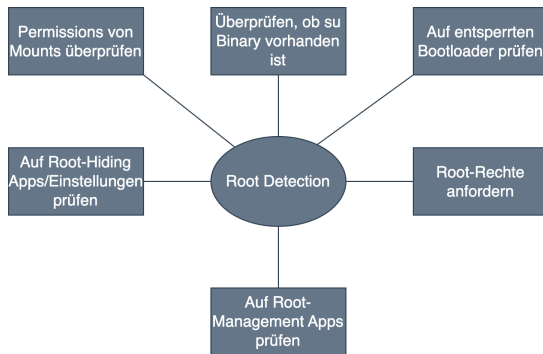 Permissions von
Mounts überprüfen
Überprüfen, ob su
Binary vorhanden
ist
Auf entsperrten
Bootloader prüfen
Auf Root-Hiding
Apps/Einstellungen
prüfen
Root Detection
Root-Rechte
anfordern
Auf Root-
Management Apps
prüfen